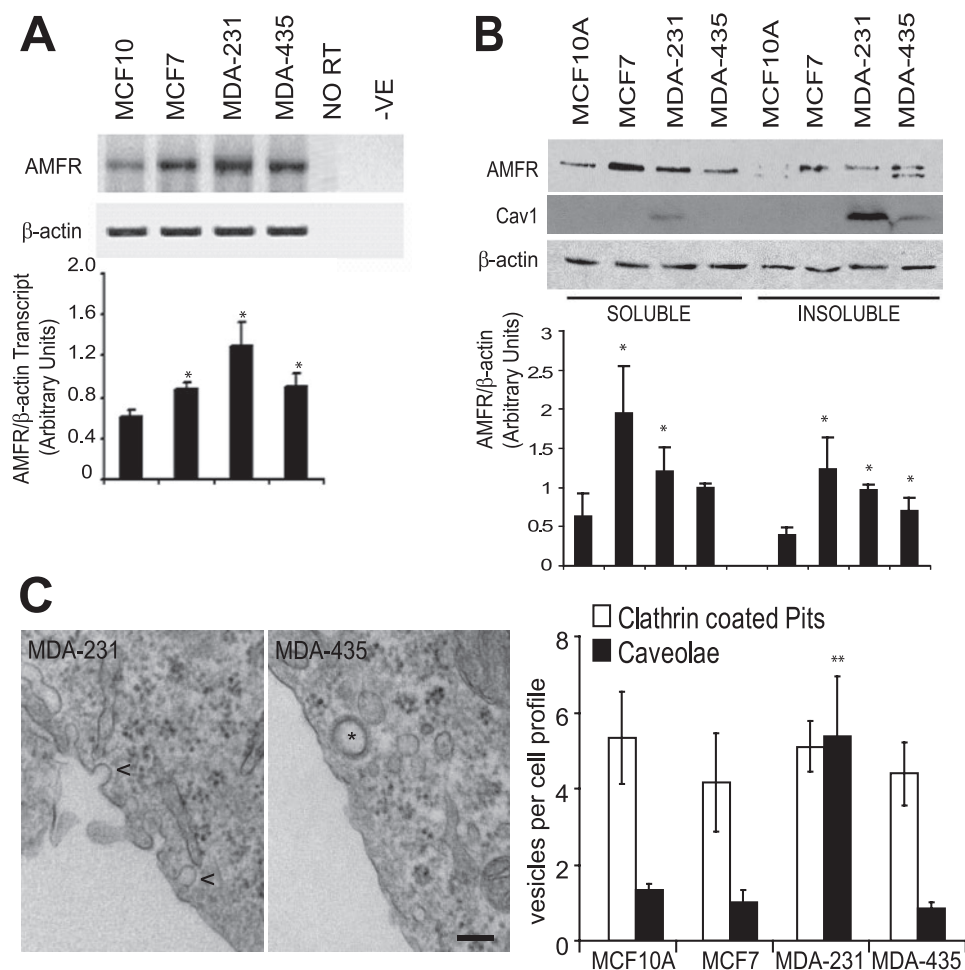 A
MCF10
MCF7
MDA-231
MDA-435
NO RT
-VE
AMFR
β-actin
AMFR/β-actin Transcript
(Arbitrary Units)
2.0
1.6
1.2
0.8
0.4
0
*
*
*
B
MCF10A
MCF7
MDA-231
MDA-435
MCF10A
MCF7
MDA-231
MDA-435
AMFR
Cav1
β-actin
SOLUBLE
INSOLUBLE
AMFR/β-actin
(Arbitrary Units)
3
2.5
2
1.5
1
0.5
0
*
*
*
*
*
C
MDA-231
<
<
MDA-435
*
Clathrin coated Pits
Caveolae
vesicles per cell profile
8
6
4
2
0
**
MCF10A
MCF7
MDA-231
MDA-435